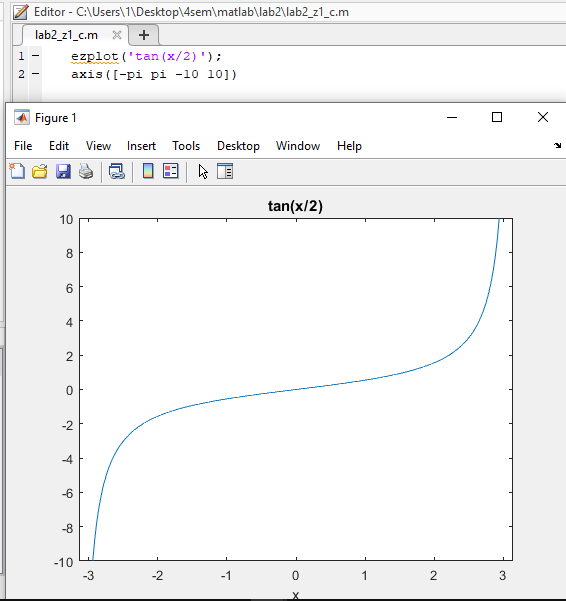 Editor - C:\Users\1\Desktop\4sem\matlab\lab2\lab2_z1_c.m
lab2_z1_c.m × +
1 – ezplot('tan(x/2)');
2 – axis([-pi pi -10 10])
Figure 1
File Edit View Insert Tools Desktop Window Help
tan(x/2)
10
8
6
4
2
0
-2
-4
-6
-8
-10
-3 -2 -1 0 1 2 3
x